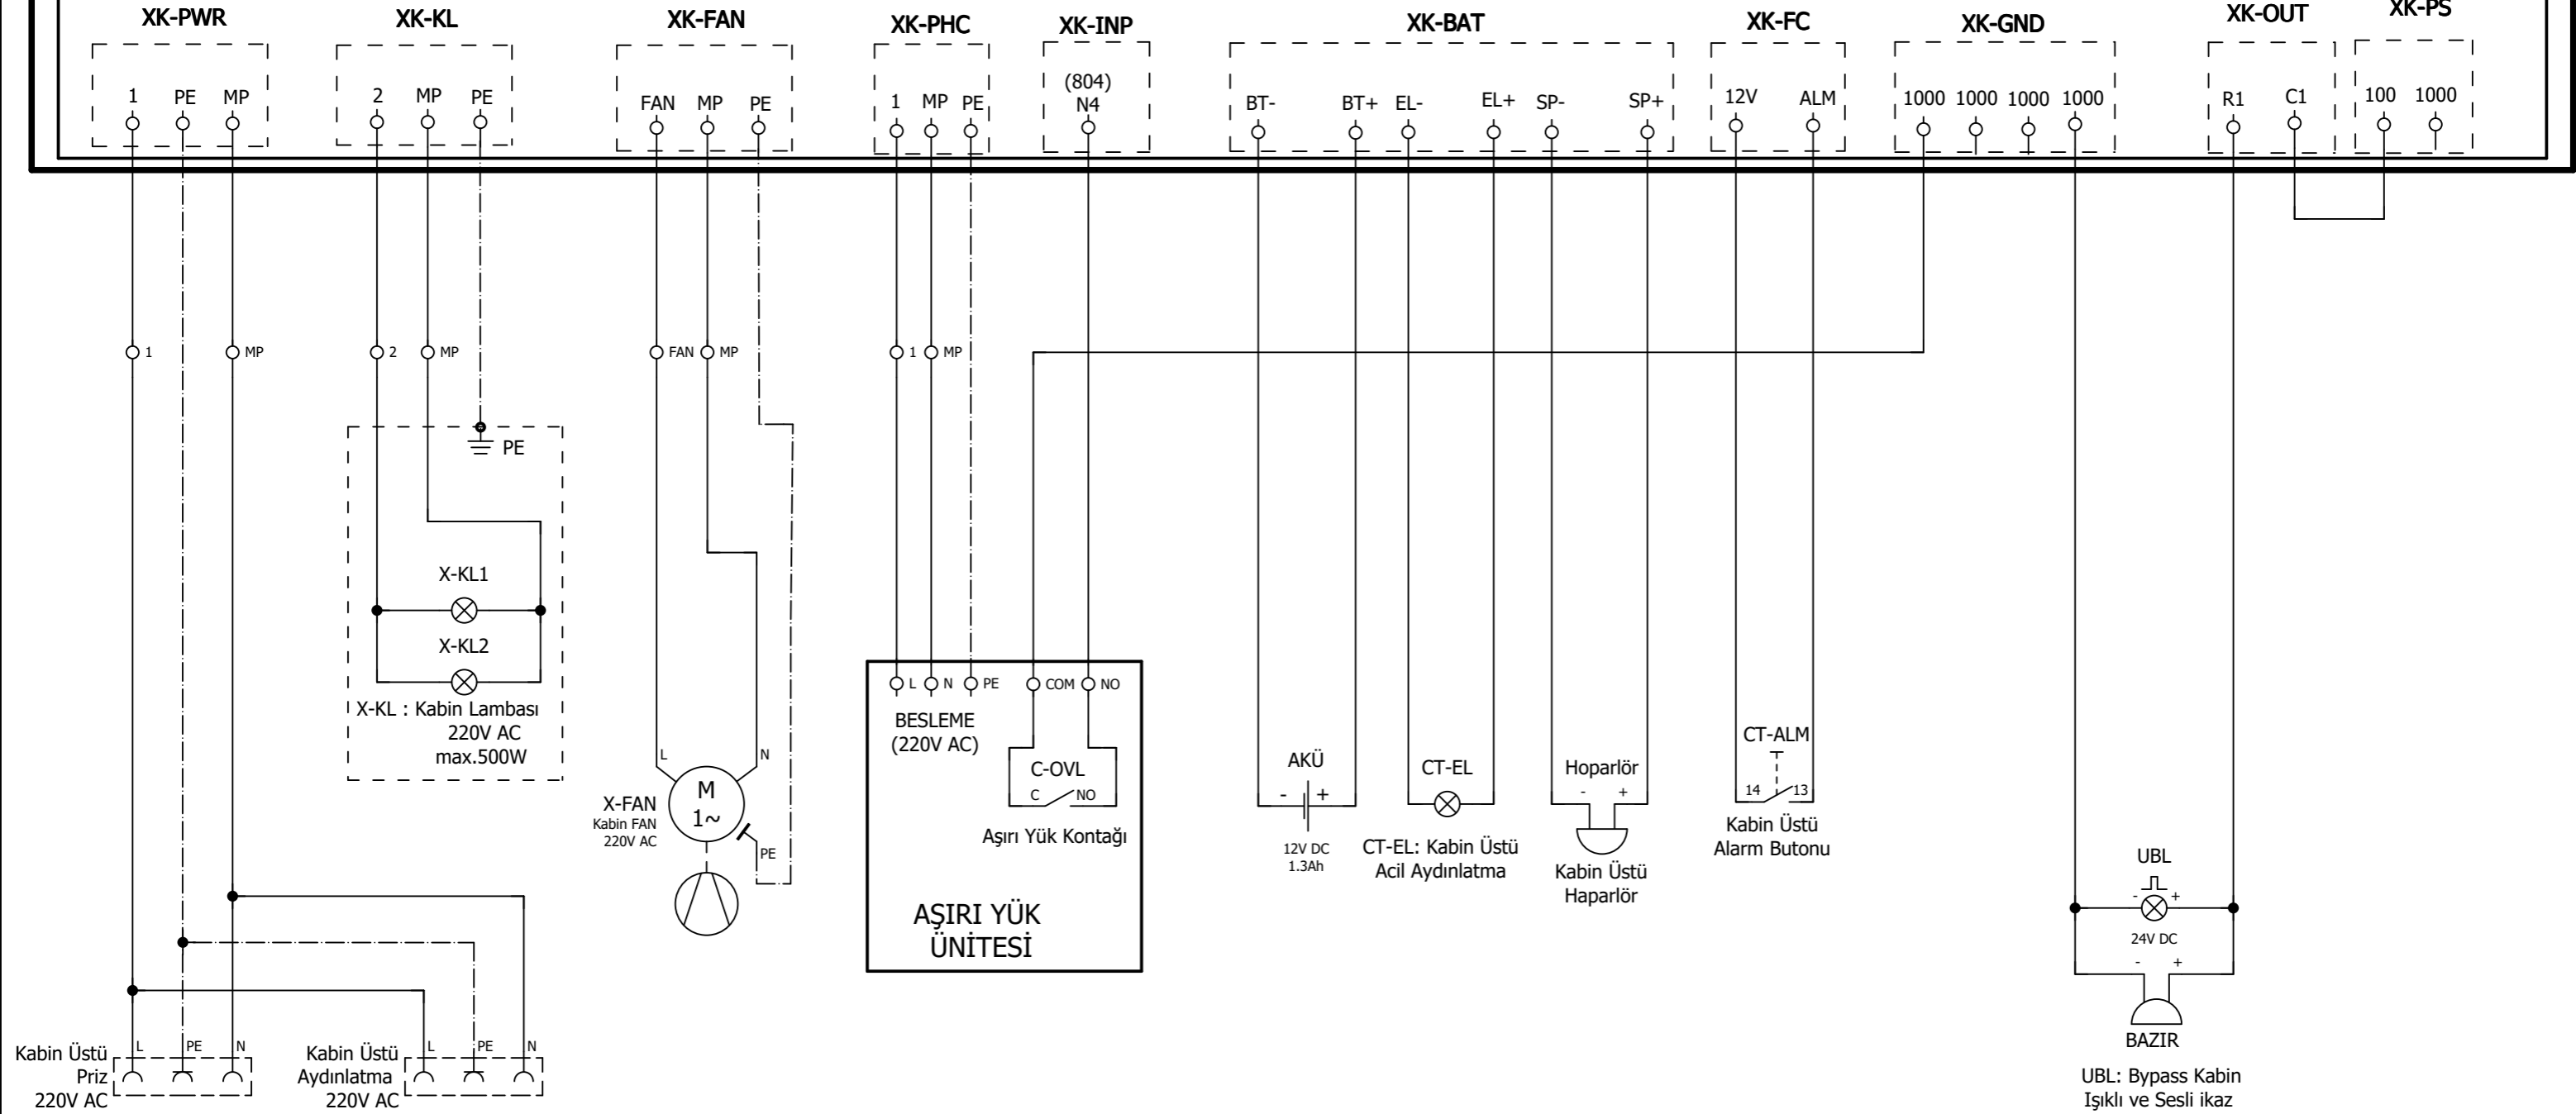 XK-PWR XK-KL XK-FAN XK-PHC XK-INP XK-BAT XK-FC XK-GND XK-OUT XK-PS
1 PE MP
2 MP PE
FAN MP PE
1 MP PE
(804)
N4
BT- BT+ EL- EL+ SP- SP+
12V ALM
1000 1000 1000 1000
R1 C1
100 1000
1 MP 2 MP FAN MP 1 MP
PE
X-KL1
X-KL2
X-KL : Kabin Lambası
220V AC
max.500W
L N
M
1~
X-FAN
Kabin FAN
220V AC
PE
L N PE COM NO
BESLEME
(220V AC)
C-OVL
C NO
Aşırı Yük Kontağı
AŞIRI YÜK
ÜNİTESİ
AKÜ
- +
12V DC
1.3Ah
CT-EL
CT-EL: Kabin Üstü
Acil Aydınlatma
Hoparlör
- +
Kabin Üstü
Haparlör
CT-ALM
14 13
Kabin Üstü
Alarm Butonu
UBL
- +
24V DC
- +
BAZIR
UBL: Bypass Kabin
Işıklı ve Sesli ikaz
L PE N
Kabin Üstü
Priz
220V AC
L PE N
Kabin Üstü
Aydınlatma
220V AC